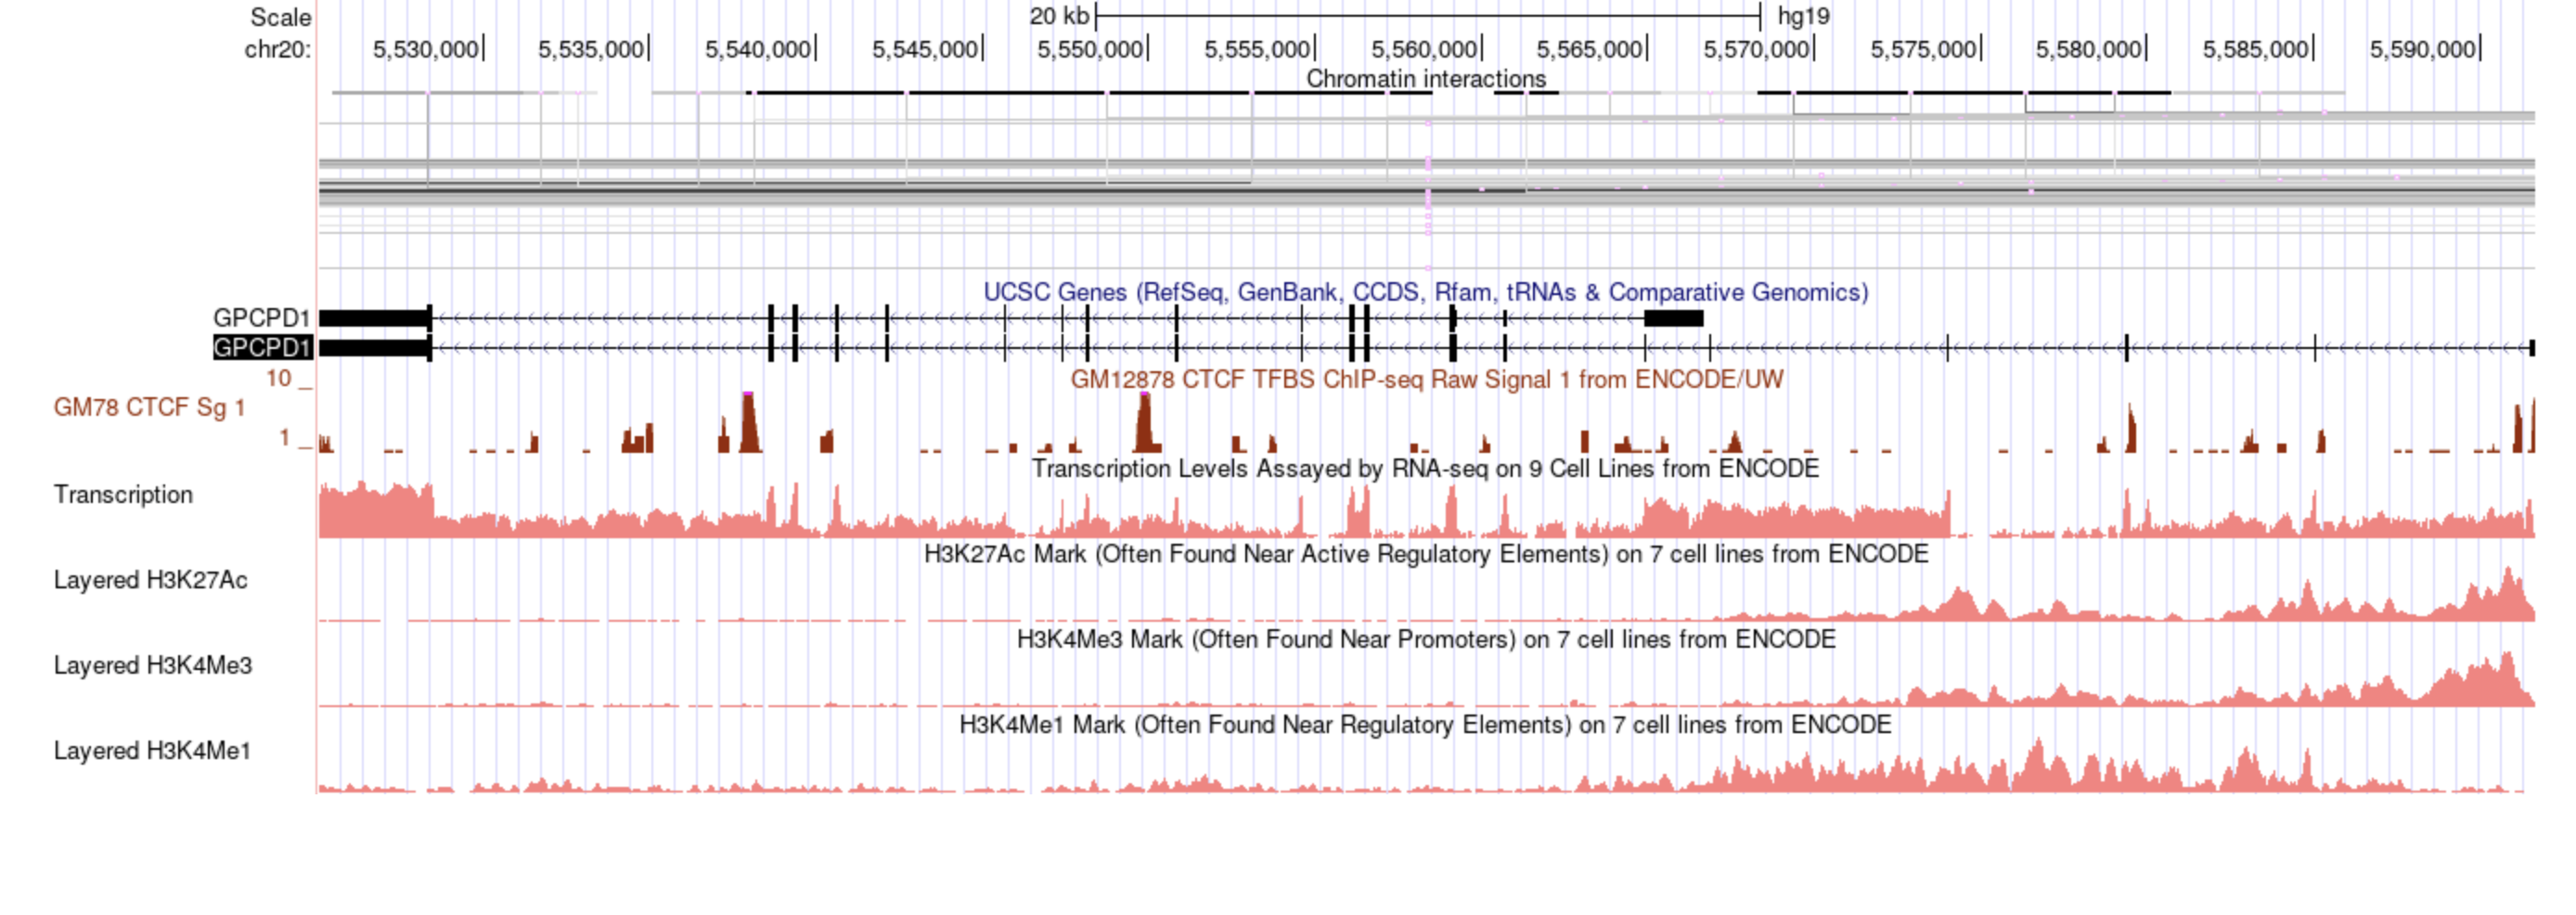 Scale 20 kb hg19
chr20: 5,530,000 5,535,000 5,540,000 5,545,000 5,550,000 5,555,000 5,560,000 5,565,000 5,570,000 5,575,000 5,580,000 5,585,000 5,590,000
Chromatin interactions
UCSC Genes (RefSeq, GenBank, CCDS, Rfam, tRNAs & Comparative Genomics)
GPCPD1
GPCPD1
10 _ GM12878 CTCF TFBS ChIP-seq Raw Signal 1 from ENCODE/UW
GM78 CTCF Sg 1
1 _
Transcription Levels Assayed by RNA-seq on 9 Cell Lines from ENCODE
Transcription
H3K27Ac Mark (Often Found Near Active Regulatory Elements) on 7 cell lines from ENCODE
Layered H3K27Ac
H3K4Me3 Mark (Often Found Near Promoters) on 7 cell lines from ENCODE
Layered H3K4Me3
H3K4Me1 Mark (Often Found Near Regulatory Elements) on 7 cell lines from ENCODE
Layered H3K4Me1